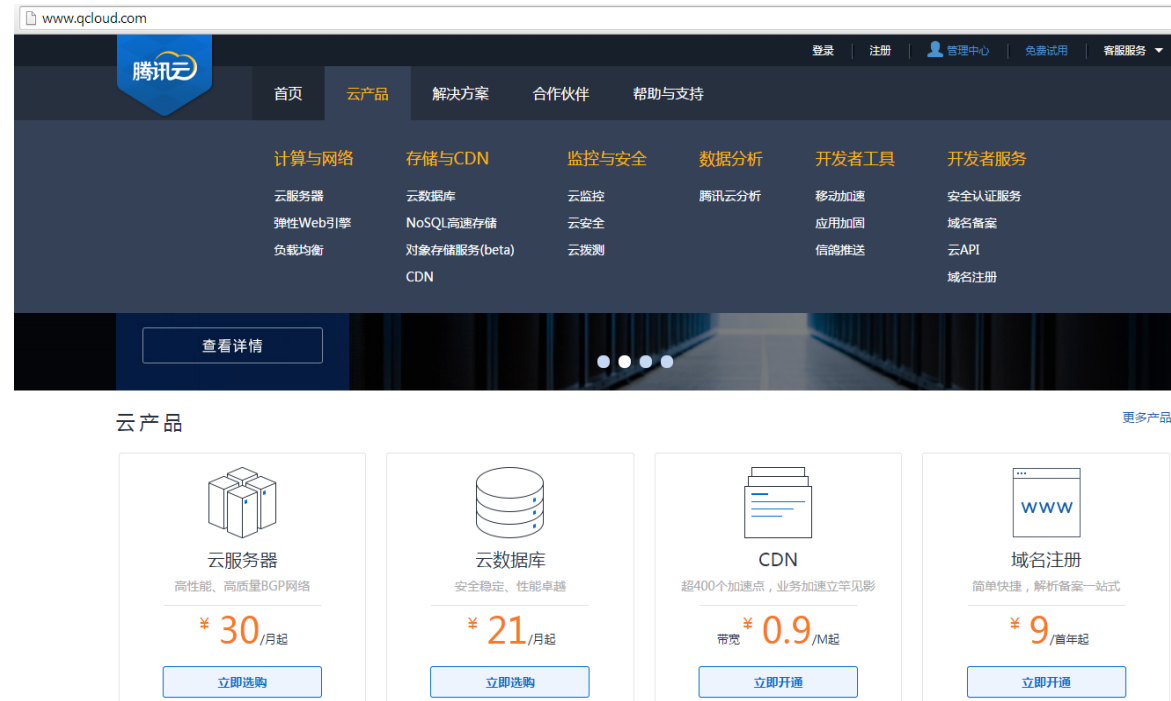 www.qcloud.com
登录 注册 管理中心 免费试用 客服服务
腾讯云
首页 云产品 解决方案 合作伙伴 帮助与支持
计算与网络 存储与CDN 监控与安全 数据分析 开发者工具 开发者服务
云服务器 云数据库 云监控 腾讯云分析 移动加速 安全认证服务
弹性Web引擎 NoSQL高速存储 云安全 应用加固 域名备案
负载均衡 对象存储服务(beta) 云拨测 信鸽推送 云API
CDN 域名注册
查看详情
云产品 更多产品
WWW
云服务器 云数据库 CDN 域名注册
高性能、高质量BGP网络 安全稳定、性能卓越 超400个加速点，业务加速立竿见影 简单快捷，解析备案一站式
¥ 30/月起 ¥ 21/月起 带宽 ¥ 0.9/M起 ¥ 9/首年起
立即选购 立即选购 立即开通 立即开通